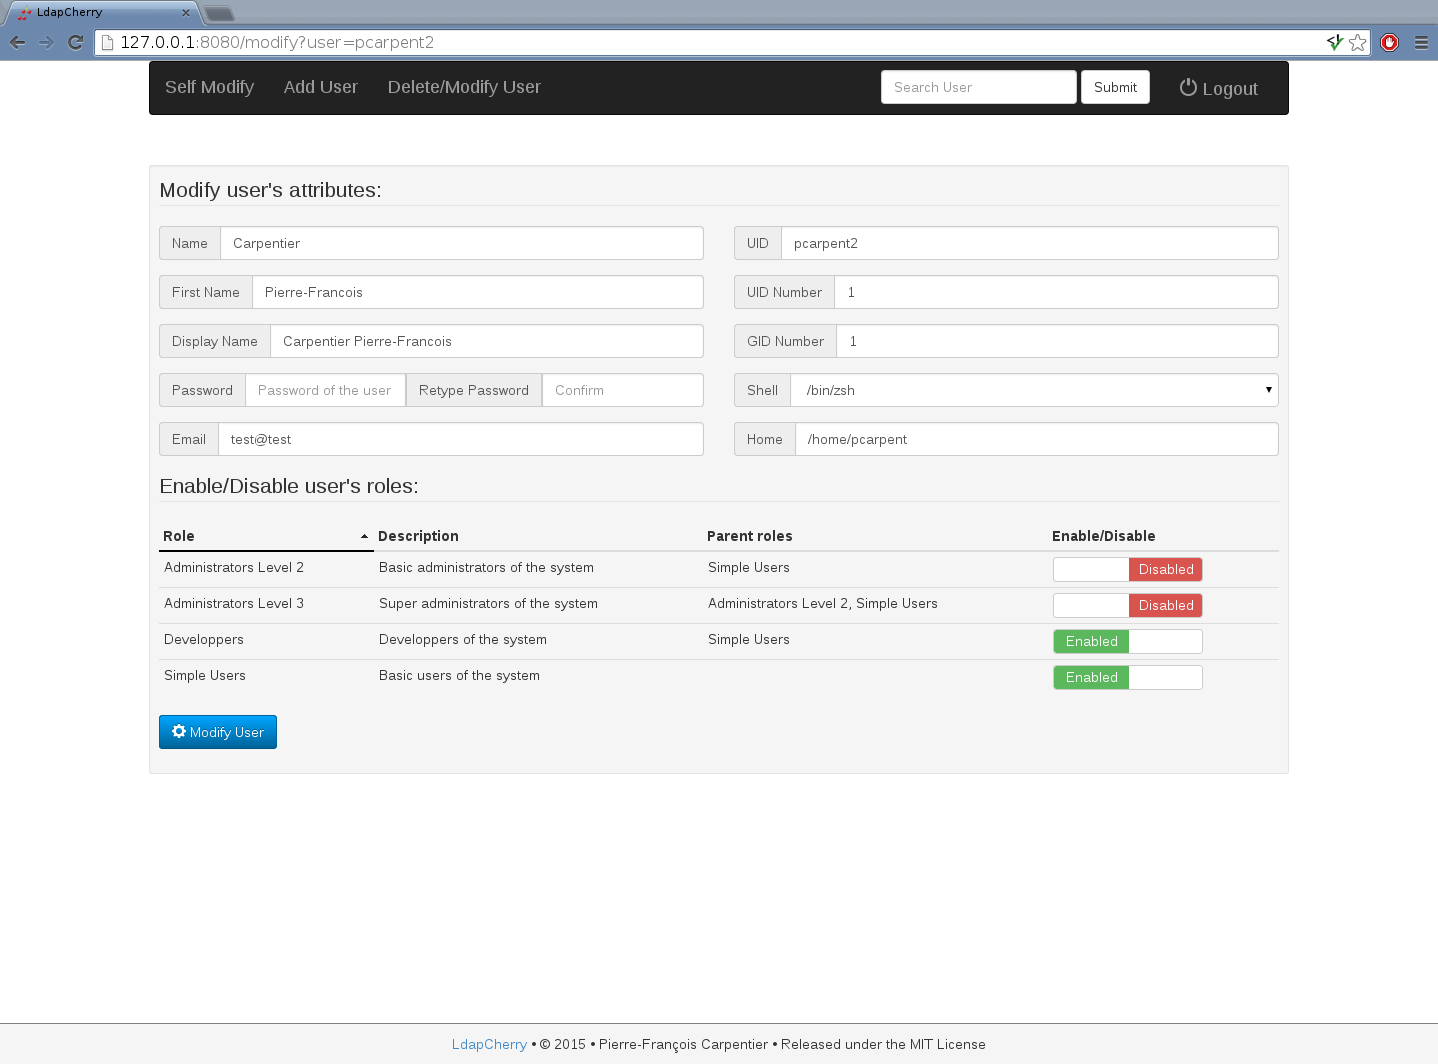 LdapCherry
127.0.0.1:8080/modify?user=pcarpent2
Self Modify Add User Delete/Modify User Search User Submit Logout
Modify user's attributes:
Name Carpentier UID pcarpent2
First Name Pierre-Francois UID Number 1
Display Name Carpentier Pierre-Francois GID Number 1
Password Password of the user Retype Password Confirm Shell /bin/zsh
Email test@test Home /home/pcarpent
Enable/Disable user's roles:
Role Description Parent roles Enable/Disable
Administrators Level 2 Basic administrators of the system Simple Users Disabled
Administrators Level 3 Super administrators of the system Administrators Level 2, Simple Users Disabled
Developpers Developpers of the system Simple Users Enabled
Simple Users Basic users of the system Enabled
Modify User
LdapCherry • © 2015 • Pierre-François Carpentier • Released under the MIT License